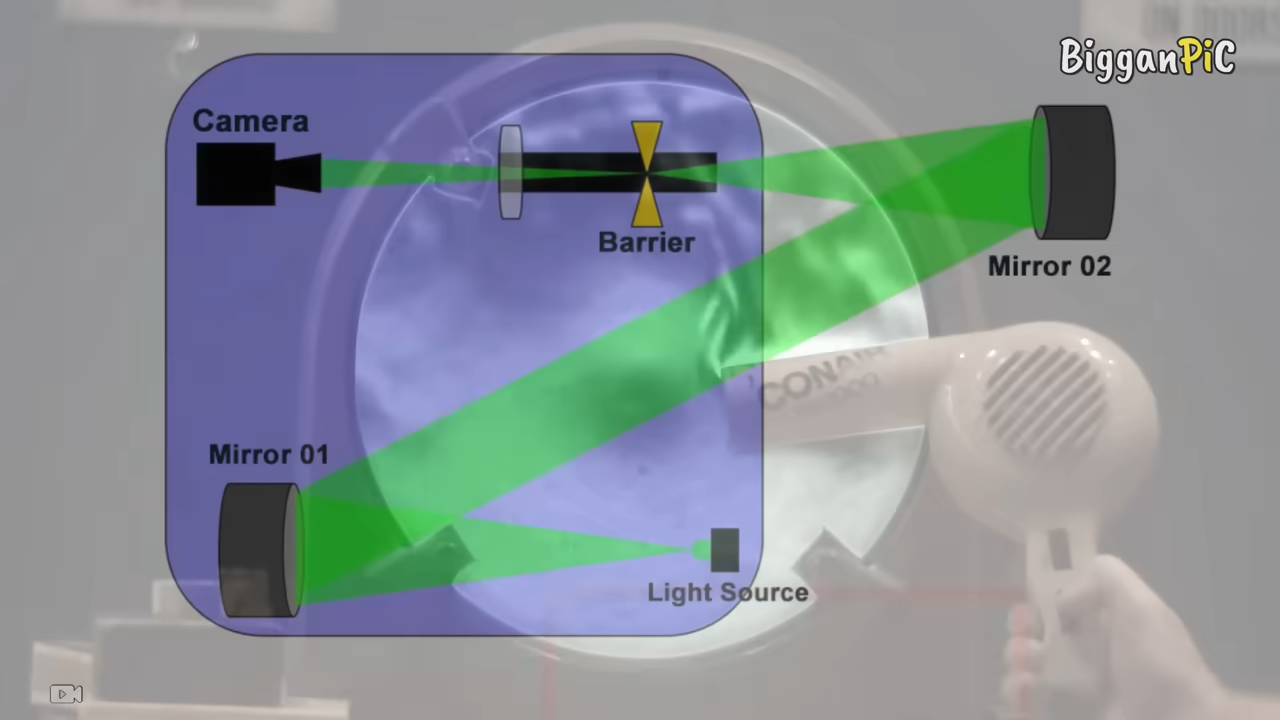 BigganPiC
Camera
Barrier
Mirror 02
CONAIR
Mirror 01
Light Source